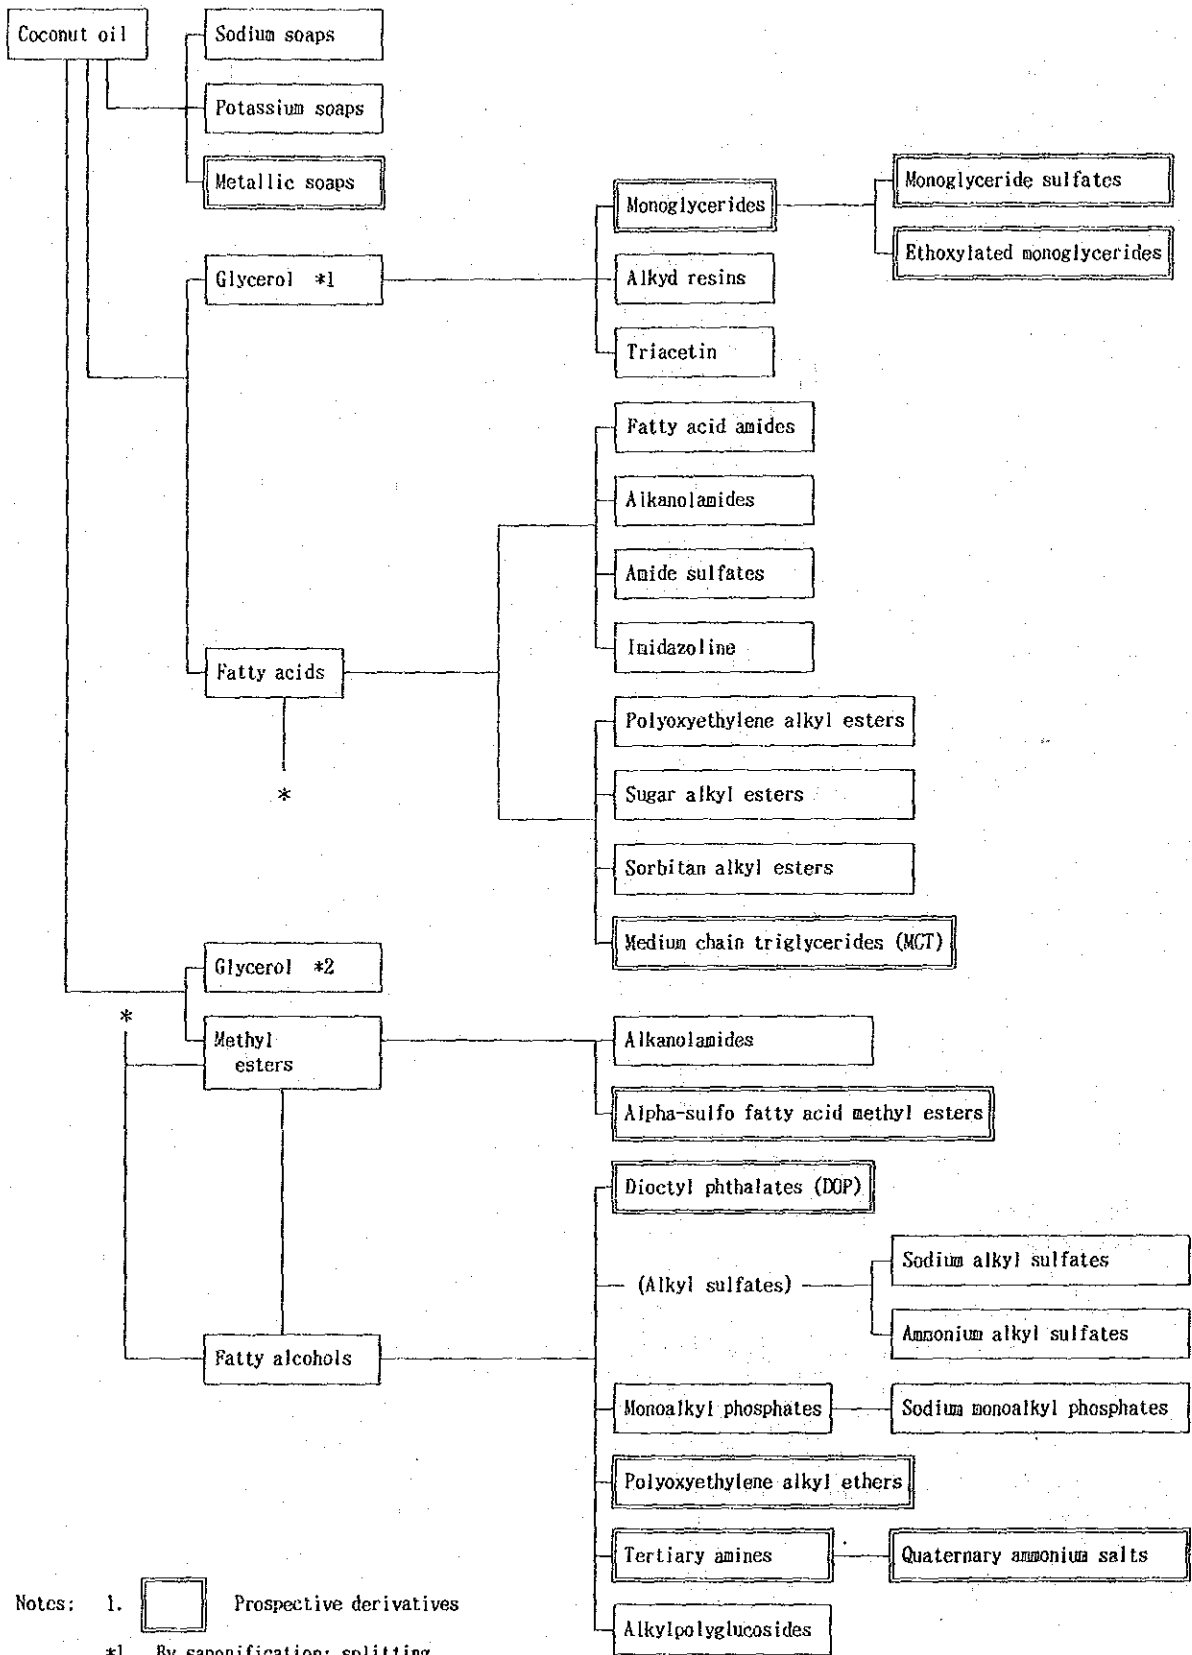 Coconut oil
Sodium soaps
Potassium soaps
Metallic soaps
Monoglycerides
Monoglyceride sulfates
Ethoxylated monoglycerides
Glycerol *1
Alkyd resins
Triacetin
Fatty acid amides
Alkanolamides
Amide sulfates
Imidazoline
Fatty acids
*
Polyoxyethylene alkyl esters
Sugar alkyl esters
Sorbitan alkyl esters
Medium chain triglycerides (MCT)
Glycerol *2
*
Methyl
esters
Alkanolamides
Alpha-sulfo fatty acid methyl esters
Dioctyl phthalates (DOP)
(Alkyl sulfates)
Sodium alkyl sulfates
Ammonium alkyl sulfates
Fatty alcohols
Monoalkyl phosphates
Sodium monoalkyl phosphates
Polyoxyethylene alkyl ethers
Tertiary amines
Quaternary ammonium salts
Alkylpolyglucosides
Notes: 1. Prospective derivatives
*1 By saponification; splitting